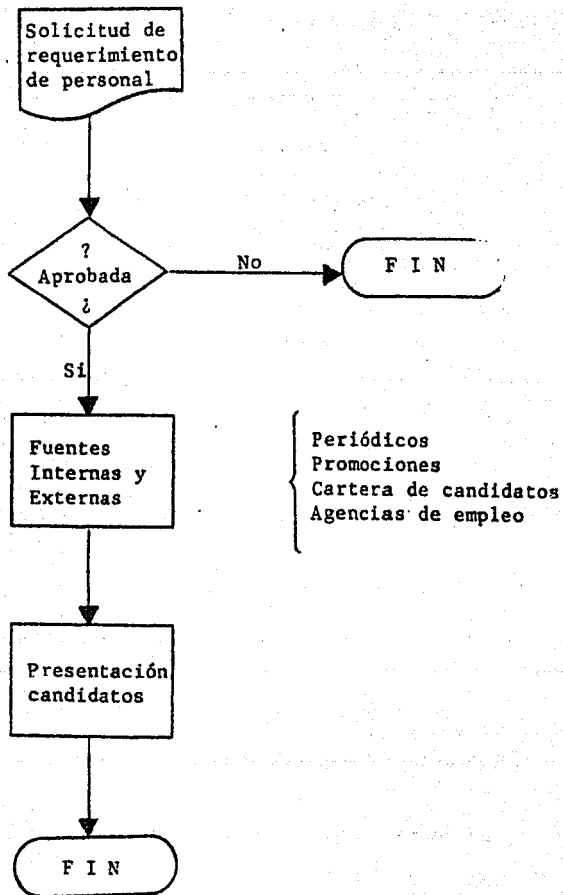 Solicitud de
requerimiento
de personal
?
Aprobada
¿
No
F I N
Si
Fuentes
Internas y
Externas
Periódicos
Promociones
Cartera de candidatos
Agencias de empleo
Presentación
candidatos
F I N